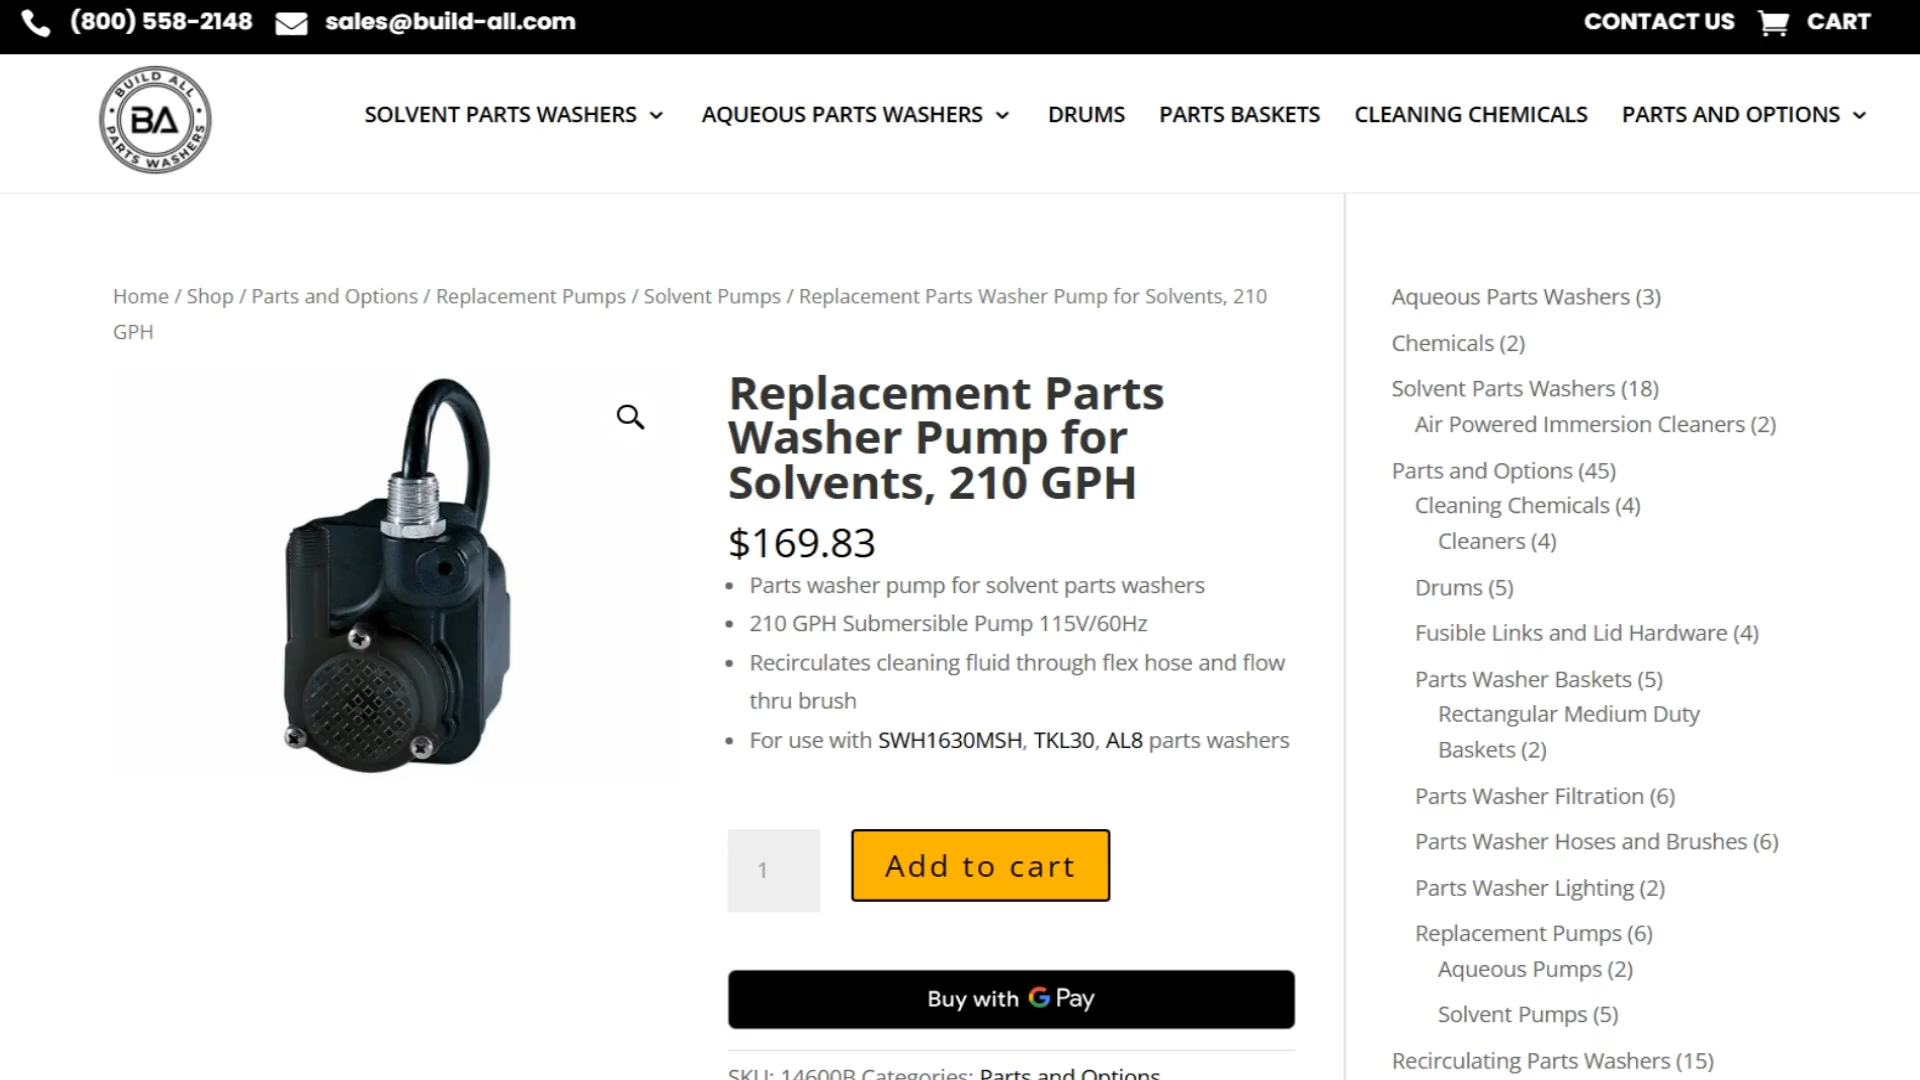 (800) 558-2148 sales@build-all.com CONTACT US CART
BUILD ALL
BA
PARTS WASHERS
SOLVENT PARTS WASHERS AQUEOUS PARTS WASHERS DRUMS PARTS BASKETS CLEANING CHEMICALS PARTS AND OPTIONS
Home / Shop / Parts and Options / Replacement Pumps / Solvent Pumps / Replacement Parts Washer Pump for Solvents, 210
GPH
Replacement Parts
Washer Pump for
Solvents, 210 GPH
$169.83
• Parts washer pump for solvent parts washers
• 210 GPH Submersible Pump 115V/60Hz
• Recirculates cleaning fluid through flex hose and flow
thru brush
• For use with SWH1630MSH, TKL30, AL8 parts washers
1
Add to cart
Buy with G Pay
SKU: 14600B Categories: Parts and Options
Aqueous Parts Washers (3)
Chemicals (2)
Solvent Parts Washers (18)
Air Powered Immersion Cleaners (2)
Parts and Options (45)
Cleaning Chemicals (4)
Cleaners (4)
Drums (5)
Fusible Links and Lid Hardware (4)
Parts Washer Baskets (5)
Rectangular Medium Duty
Baskets (2)
Parts Washer Filtration (6)
Parts Washer Hoses and Brushes (6)
Parts Washer Lighting (2)
Replacement Pumps (6)
Aqueous Pumps (2)
Solvent Pumps (5)
Recirculating Parts Washers (15)